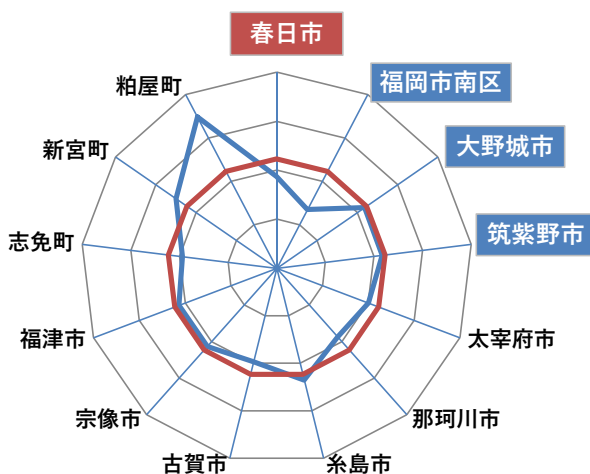 春日市
福岡市南区
大野城市
筑紫野市
太宰府市
那珂川市
糸島市
古賀市
宗像市
福津市
志免町
新宮町
粕屋町